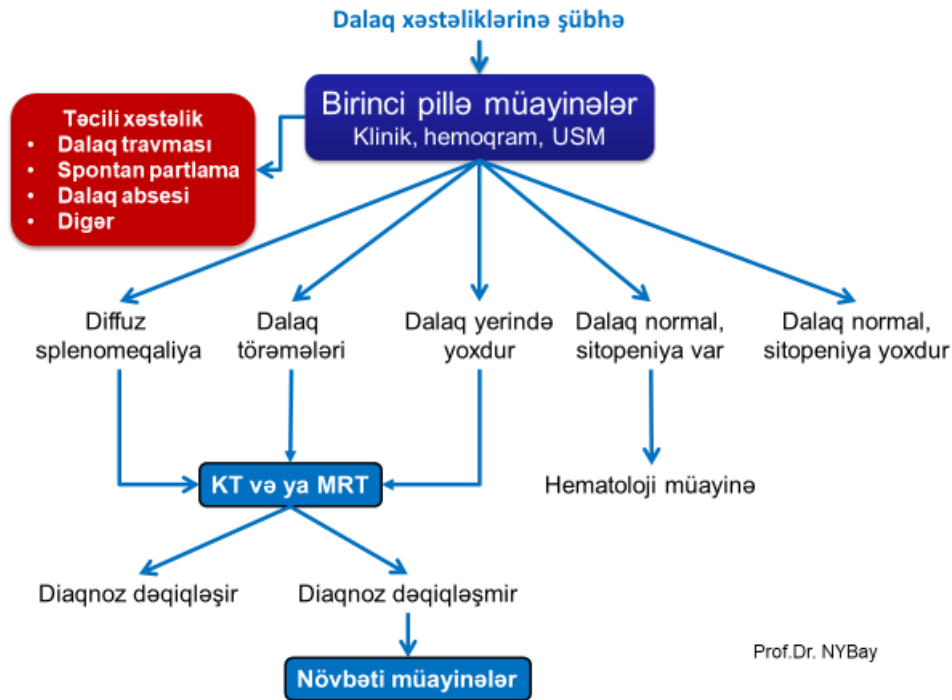 Dalaq xəstəliklərinə şübhə
Birinci pillə müayinələr
Klinik, hemoqram, USM
Təcili xəstəlik
• Dalaq travması
• Spontan partlama
• Dalaq absesi
• Digər
Diffuz
splenomeqaliya
Dalaq
törəmələri
Dalaq yerində
yoxdur
Dalaq normal,
sitopeniya var
Dalaq normal,
sitopeniya yoxdur
KT və ya MRT
Hematoloji müayinə
Diaqnoz dəqiqləşir
Diaqnoz dəqiqləşmir
Növbəti müayinələr
Prof.Dr. NYBay